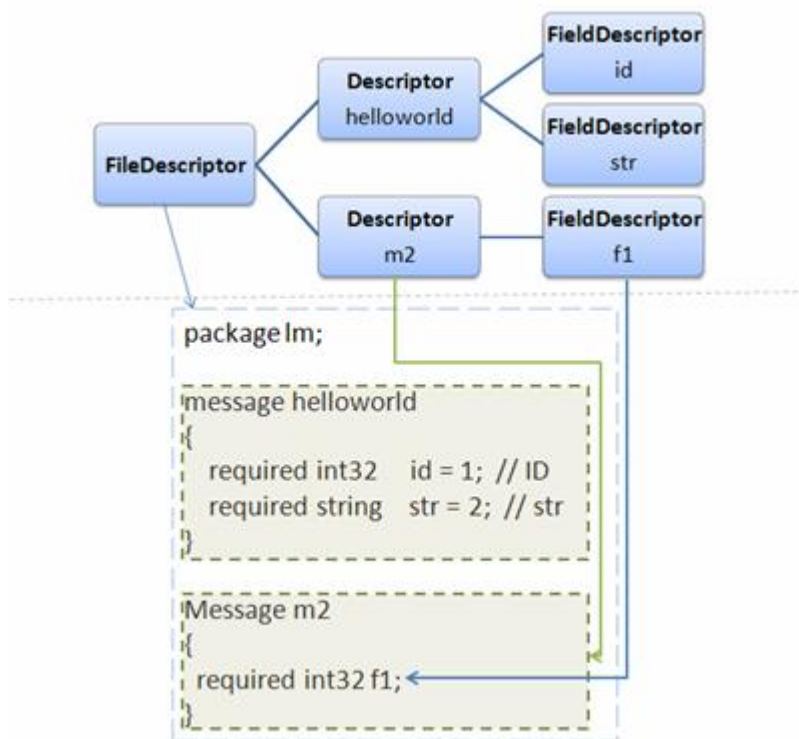 FieldDescriptor
id
Descriptor
helloworld
FieldDescriptor
str
FileDescriptor
Descriptor
m2
FieldDescriptor
f1
package lm;
message helloworld
{
required int32 id = 1; // ID
required string str = 2; // str
}
Message m2
{
required int32 f1;
}